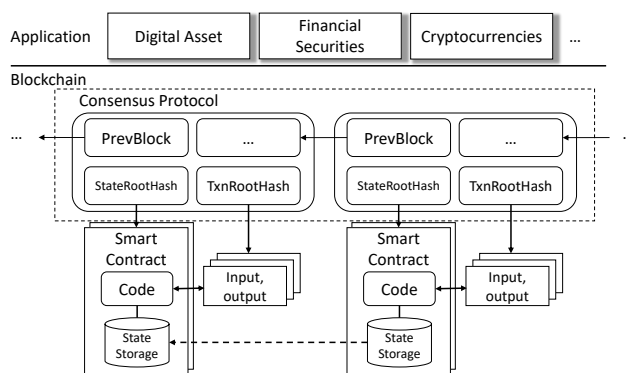 Application
Digital Asset
Financial
Securities
Cryptocurrencies
...
Blockchain
Consensus Protocol
...
PrevBlock
...
PrevBlock
...
..
StateRootHash
TxnRootHash
StateRootHash
TxnRootHash
Smart
Contract
Code
Input,
output
State
Storage
Smart
Contract
Code
Input,
output
State
Storage